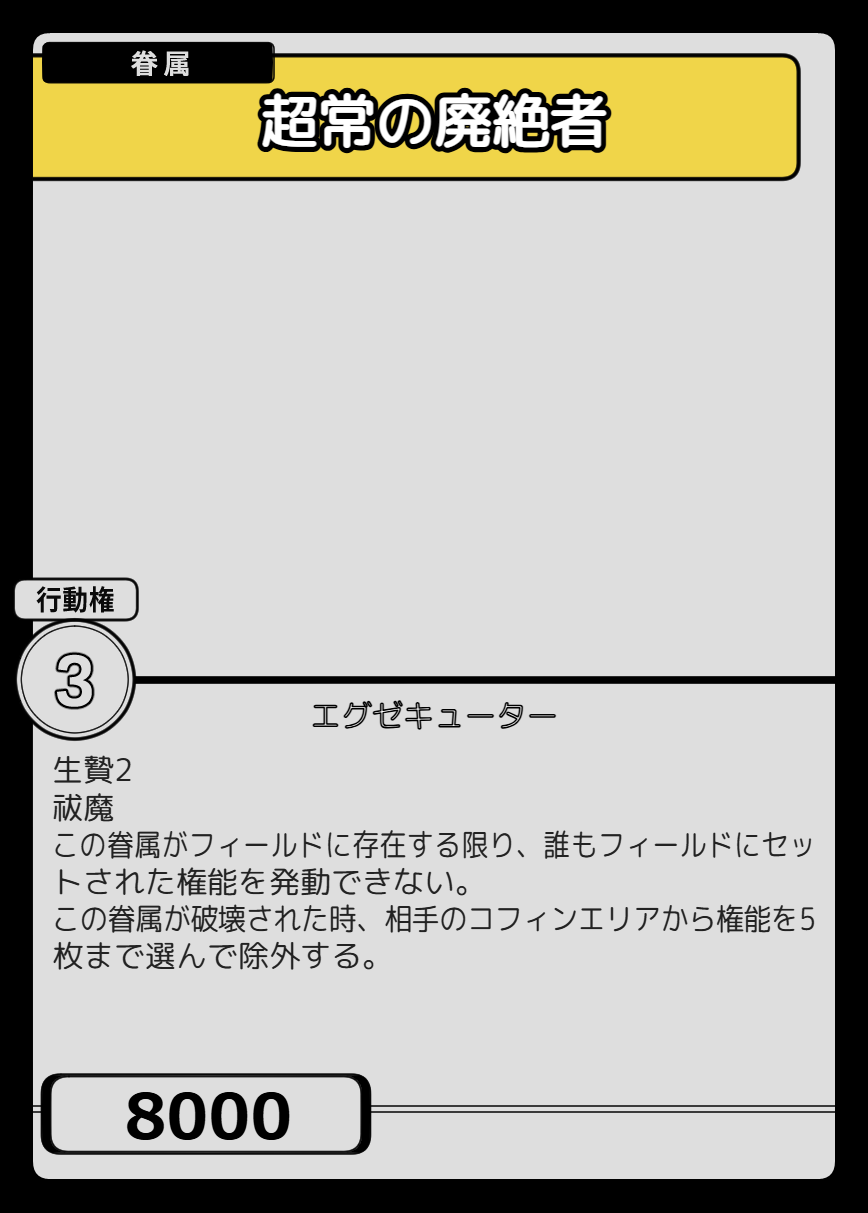 眷属
超常の廃絶者
行動権
3
エグゼキューター
生贄2
祓魔
この眷属がフィールドに存在する限り、誰もフィールドにセッ
トされた権能を発動できない。
この眷属が破壊された時、相手のコフィンエリアから権能を5
枚まで選んで除外する。
8000